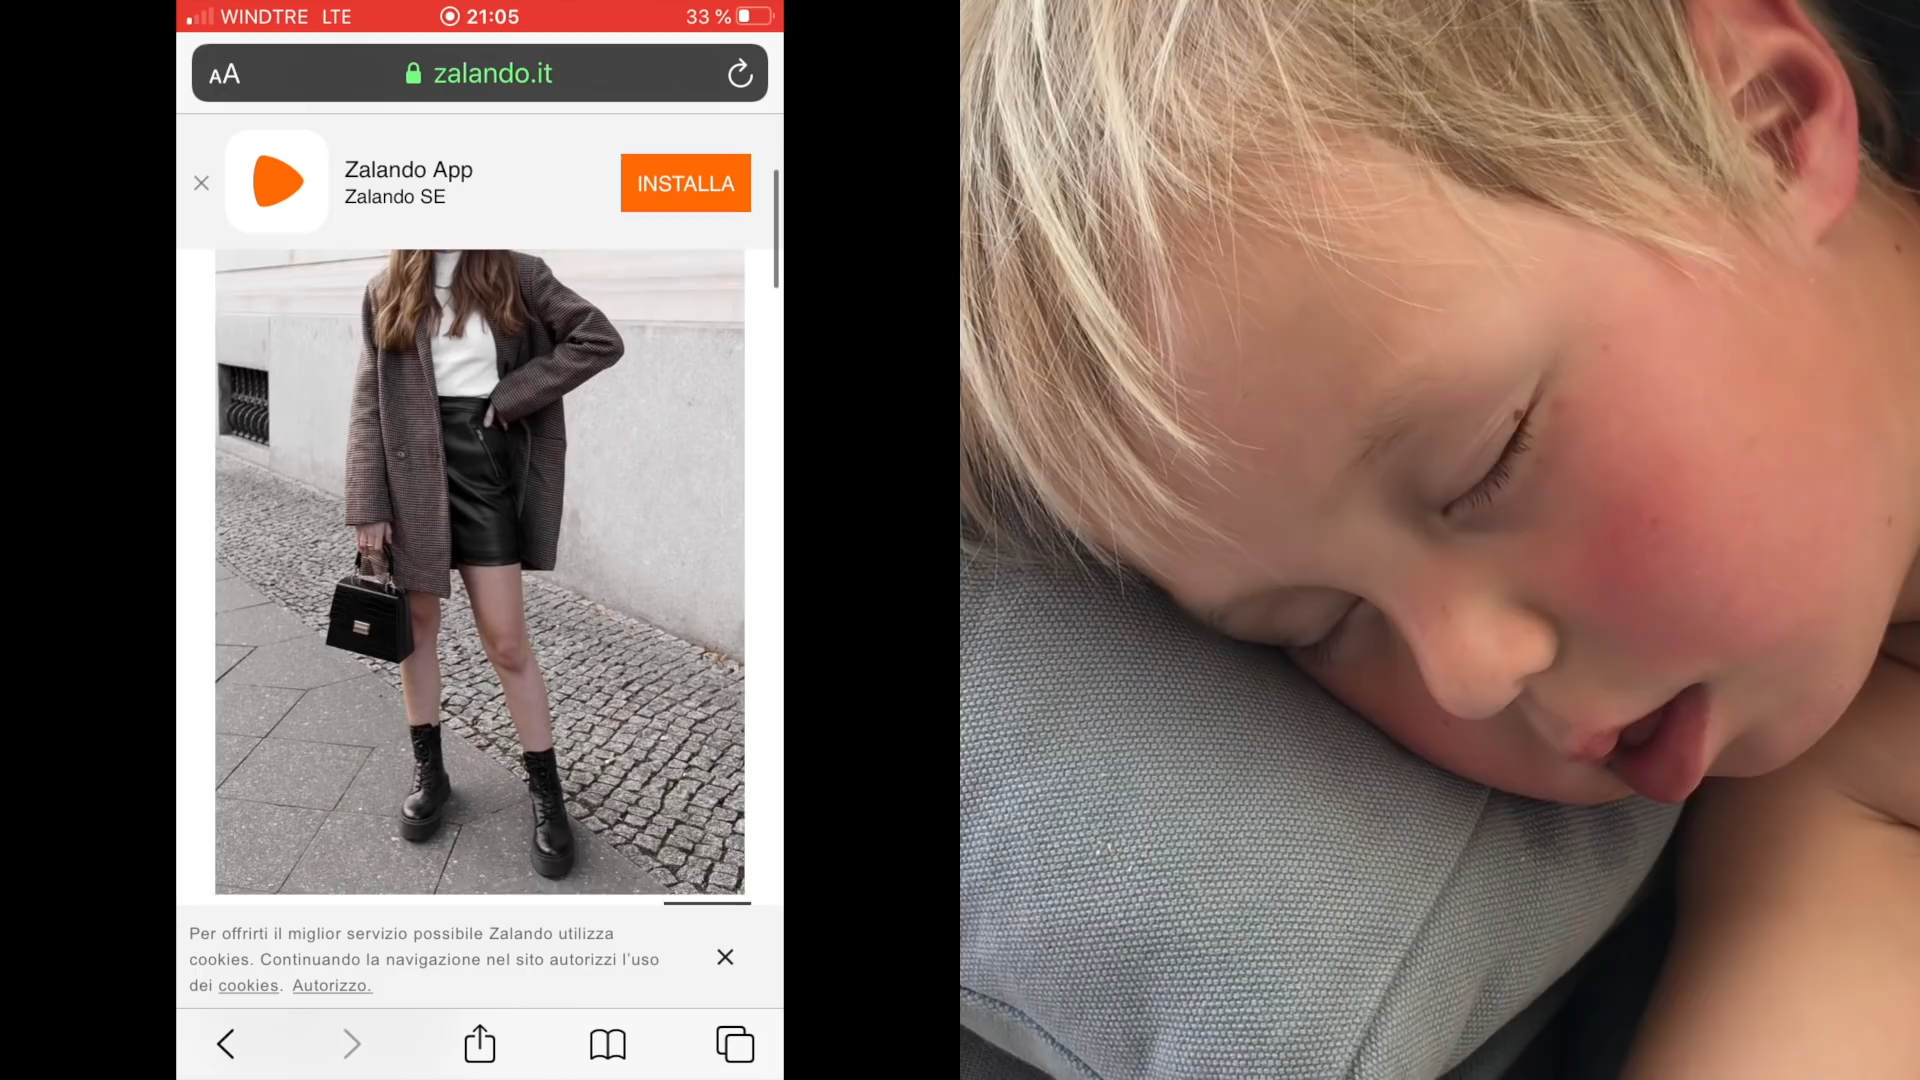 WINDTRE LTE 21:05 33 %
AA zalando.it
Zalando App
Zalando SE
INSTALLA
Per offrirti il miglior servizio possibile Zalando utilizza
cookies. Continuando la navigazione nel sito autorizzi l'uso
dei cookies. Autorizzo.